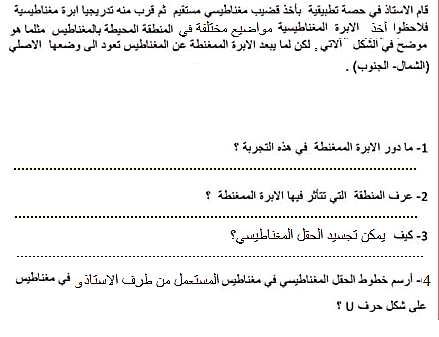 قام الاستاذ في حصة تطبيقية بأخذ قضيب مغناطيسي مستقيم ثم قرب منه تدريجيا ابرة مغناطيسية
فلاحظوا أخذ الابرة المغناطيسية مواضيع مختلفة في المنطقة المحيطة بالمغناطيس مثلما هو
موضح في الشكل الاتي , لكن لما يبعد الابرة الممغنطة عن المغناطيس تعود الى وضعها الاصلي
(الشمال- الجنوب) .
1- ما دور الابرة الممغنطة في هذه التجربة ؟
2- عرف المنطقة التي تتأثر فيها الابرة الممغنطة ؟
3- كيف يمكن تجسيد الحقل المغناطيسي؟
4- أرسم خطوط الحقل المغناطيسي في مغناطيس المستعمل من طرف الاستاذ و في مغناطيس
على شكل حرف U ؟